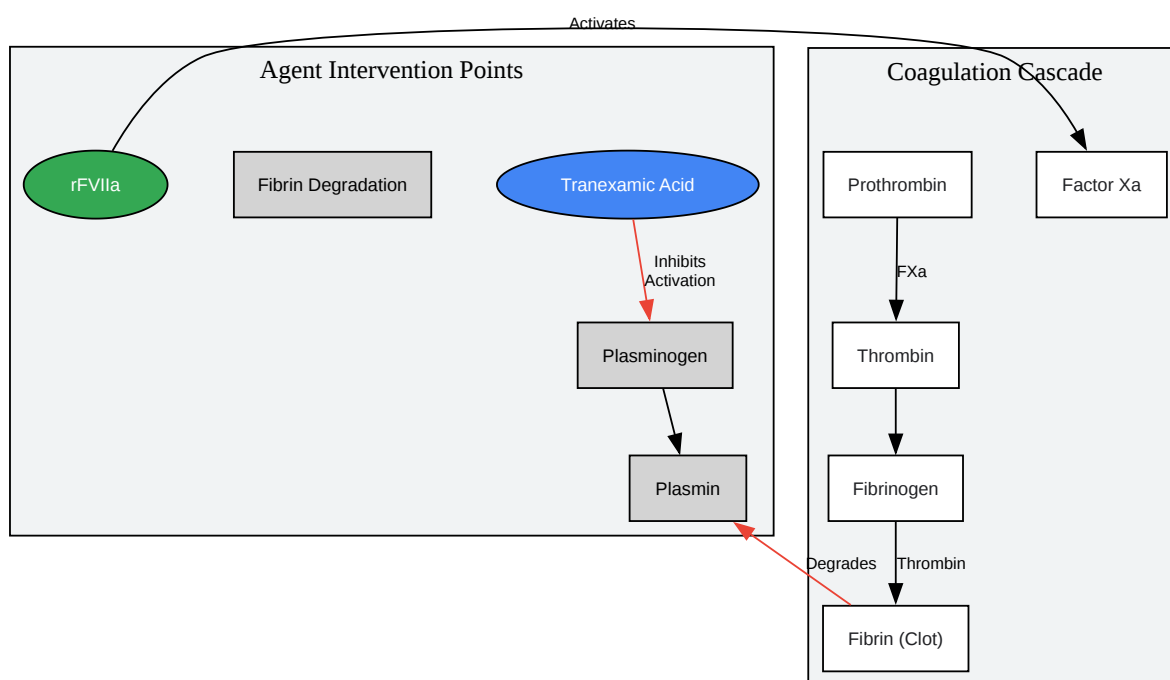 Activates
Agent Intervention Points
Coagulation Cascade
rFVIIa
Fibrin Degradation
Tranexamic Acid
Prothrombin
Factor Xa
Inhibits
Activation
FXa
Plasminogen
Thrombin
Plasmin
Fibrinogen
Degrades
Thrombin
Fibrin (Clot)